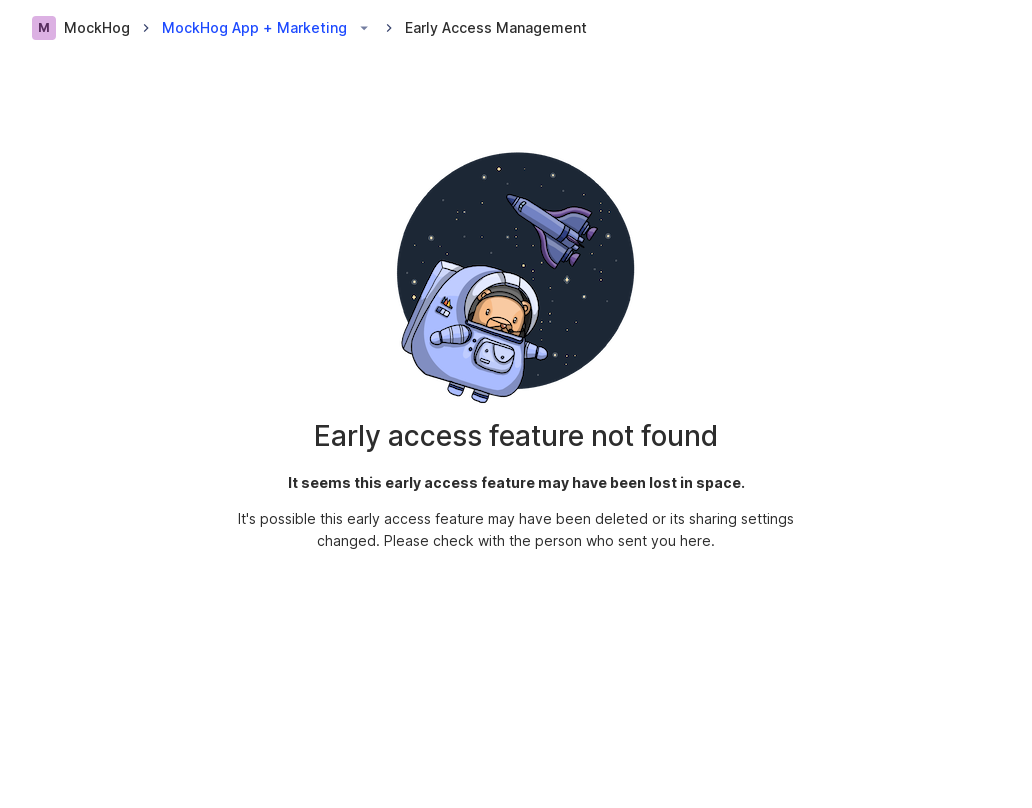 M MockHog MockHog App + Marketing Early Access Management
Early access feature not found
It seems this early access feature may have been lost in space.
It's possible this early access feature may have been deleted or its sharing settings
changed. Please check with the person who sent you here.